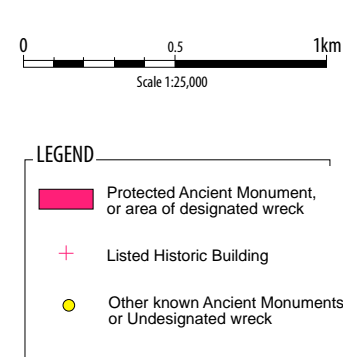 0 0.5 1km
Scale 1:25,000
LEGEND
Protected Ancient Monument,
or area of designated wreck
Listed Historic Building
Other known Ancient Monuments
or Undesignated wreck